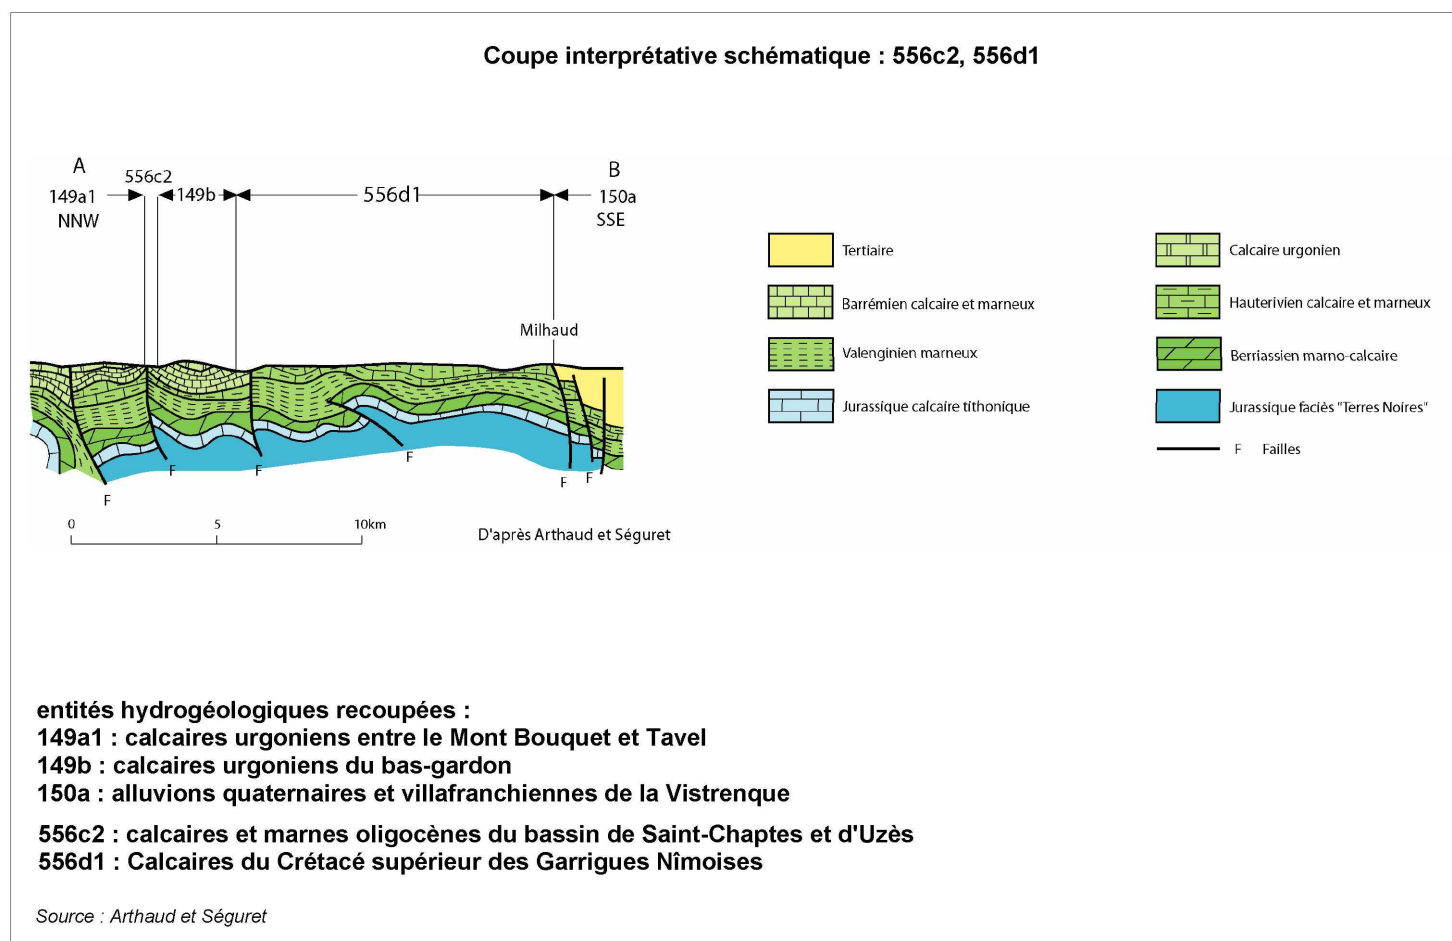 Coupe interprétative schématique : 556c2, 556d1
A
B
556c2
149a1
149b
556d1
150a
NNW
SSE
Milhaud
F
F
F
F
F
F
0 5 10km
D'après Arthaud et Séguret
Tertiaire
Barrémien calcaire et marneux
Valenginien marneux
Jurassique calcaire tithonique
Calcaire urgonien
Hauterivien calcaire et marneux
Berriassien marno-calcaire
Jurassique faciès "Terres Noires"
F Failles
entités hydrogéologiques recoupées :
149a1 : calcaires urgoniens entre le Mont Bouquet et Tavel
149b : calcaires urgoniens du bas-gardon
150a : alluvions quaternaires et villafranchiennes de la Vistrenque
556c2 : calcaires et marnes oligocènes du bassin de Saint-Chaptes et d'Uzès
556d1 : Calcaires du Crétacé supérieur des Garrigues Nîmoises
Source : Arthaud et Séguret